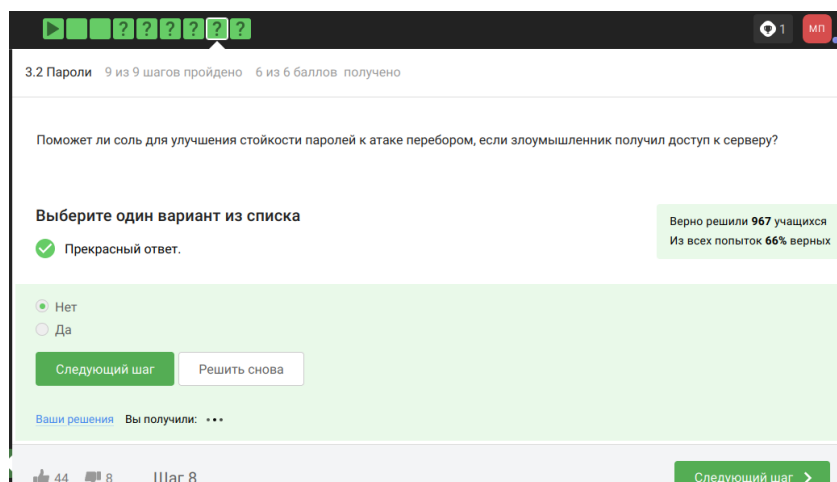 ? ? ? ? ? ?
1
МП
3.2 Пароли 9 из 9 шагов пройдено 6 из 6 баллов получено
Поможет ли соль для улучшения стойкости паролей к атаке перебором, если злоумышленник получил доступ к серверу?
Выберите один вариант из списка
Прекрасный ответ.
Верно решили 967 учащихся
Из всех попыток 66% верных
Нет
Да
Следующий шаг Решить снова
Ваши решения Вы получили: •••
44 8 Шаг 8 Следующий шаг